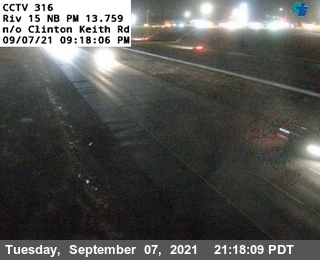 CCTV 316
Riv 15 NB PM 13.759
n/o Clinton Keith Rd
09/07/21 09:18:06 PM
Tuesday, September 07, 2021 21:18:09 PDT